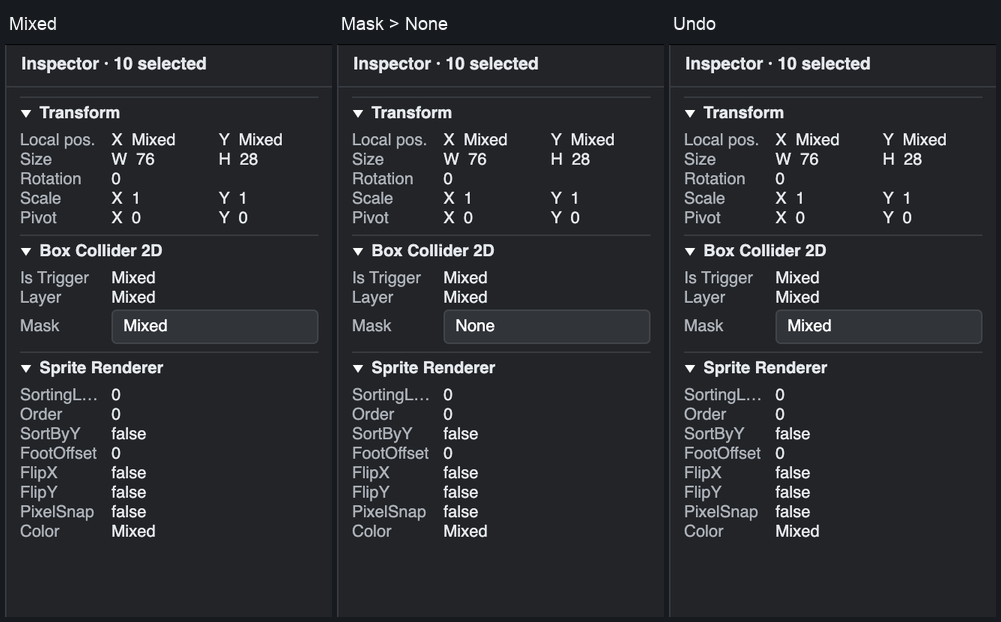 Mixed
Inspector · 10 selected
▼ Transform
Local pos. X Mixed Y Mixed
Size W 76 H 28
Rotation 0
Scale X 1 Y 1
Pivot X 0 Y 0
▼ Box Collider 2D
Is Trigger Mixed
Layer Mixed
Mask Mixed
▼ Sprite Renderer
SortingL... 0
Order 0
SortByY false
FootOffset 0
FlipX false
FlipY false
PixelSnap false
Color Mixed
Mask > None
Inspector · 10 selected
▼ Transform
Local pos. X Mixed Y Mixed
Size W 76 H 28
Rotation 0
Scale X 1 Y 1
Pivot X 0 Y 0
▼ Box Collider 2D
Is Trigger Mixed
Layer Mixed
Mask None
▼ Sprite Renderer
SortingL... 0
Order 0
SortByY false
FootOffset 0
FlipX false
FlipY false
PixelSnap false
Color Mixed
Undo
Inspector · 10 selected
▼ Transform
Local pos. X Mixed Y Mixed
Size W 76 H 28
Rotation 0
Scale X 1 Y 1
Pivot X 0 Y 0
▼ Box Collider 2D
Is Trigger Mixed
Layer Mixed
Mask Mixed
▼ Sprite Renderer
SortingL... 0
Order 0
SortByY false
FootOffset 0
FlipX false
FlipY false
PixelSnap false
Color Mixed